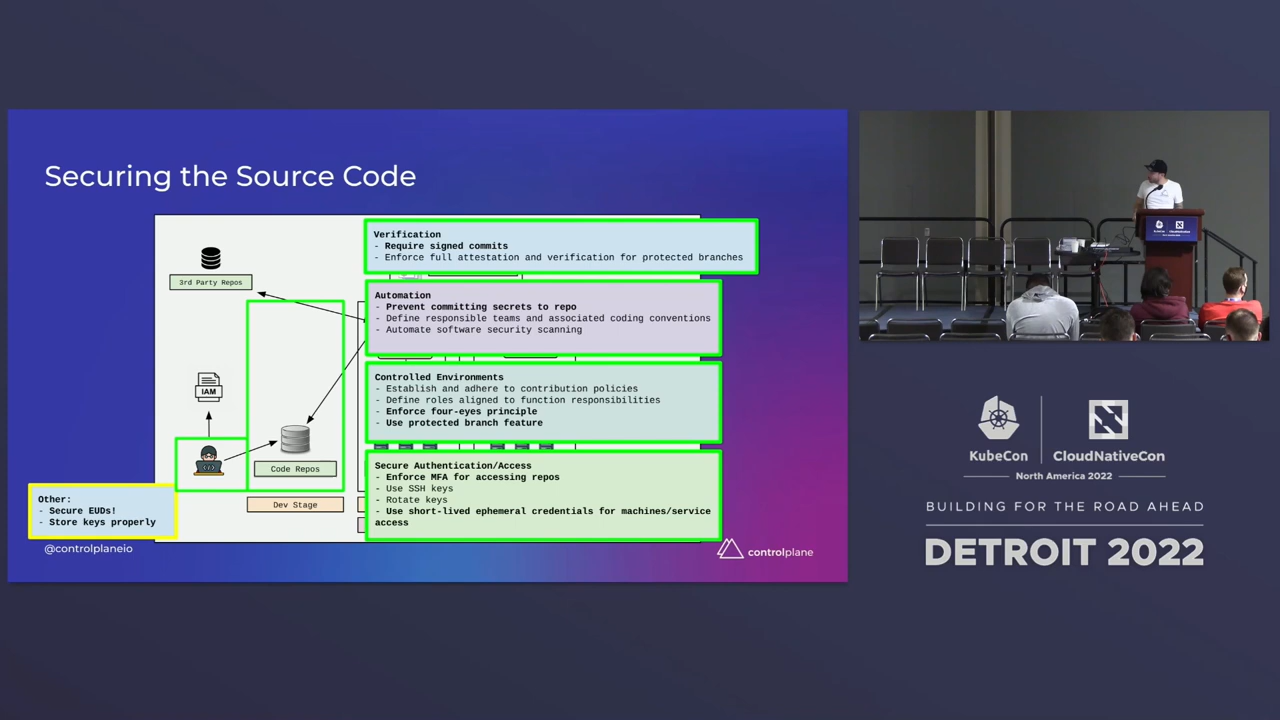 Securing the Source Code
3rd Party Repos
IAM
Code Repos
Dev Stage
Verification
- Require signed commits
- Enforce full attestation and verification for protected branches
Automation
- Prevent committing secrets to repo
- Define responsible teams and associated coding conventions
- Automate software security scanning
Controlled Environments
- Establish and adhere to contribution policies
- Define roles aligned to function responsibilities
- Enforce four-eyes principle
- Use protected branch feature
Secure Authentication/Access
- Enforce MFA for accessing repos
- Use SSH keys
- Rotate keys
- Use short-lived ephemeral credentials for machines/service
access
Other:
- Secure EUDs!
- Store keys properly
@controlplaneio
controlplane
KubeCon
CloudNativeCon
North America 2022
BUILDING FOR THE ROAD AHEAD
DETROIT 2022